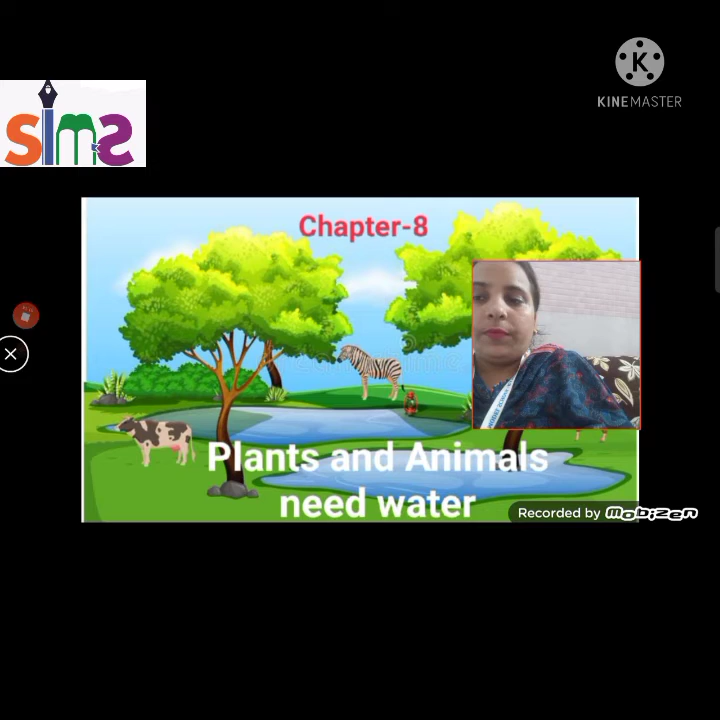 K
KINEMASTER
SIMS
Chapter-8
Plants and Animals
need water
Recorded by mobizen